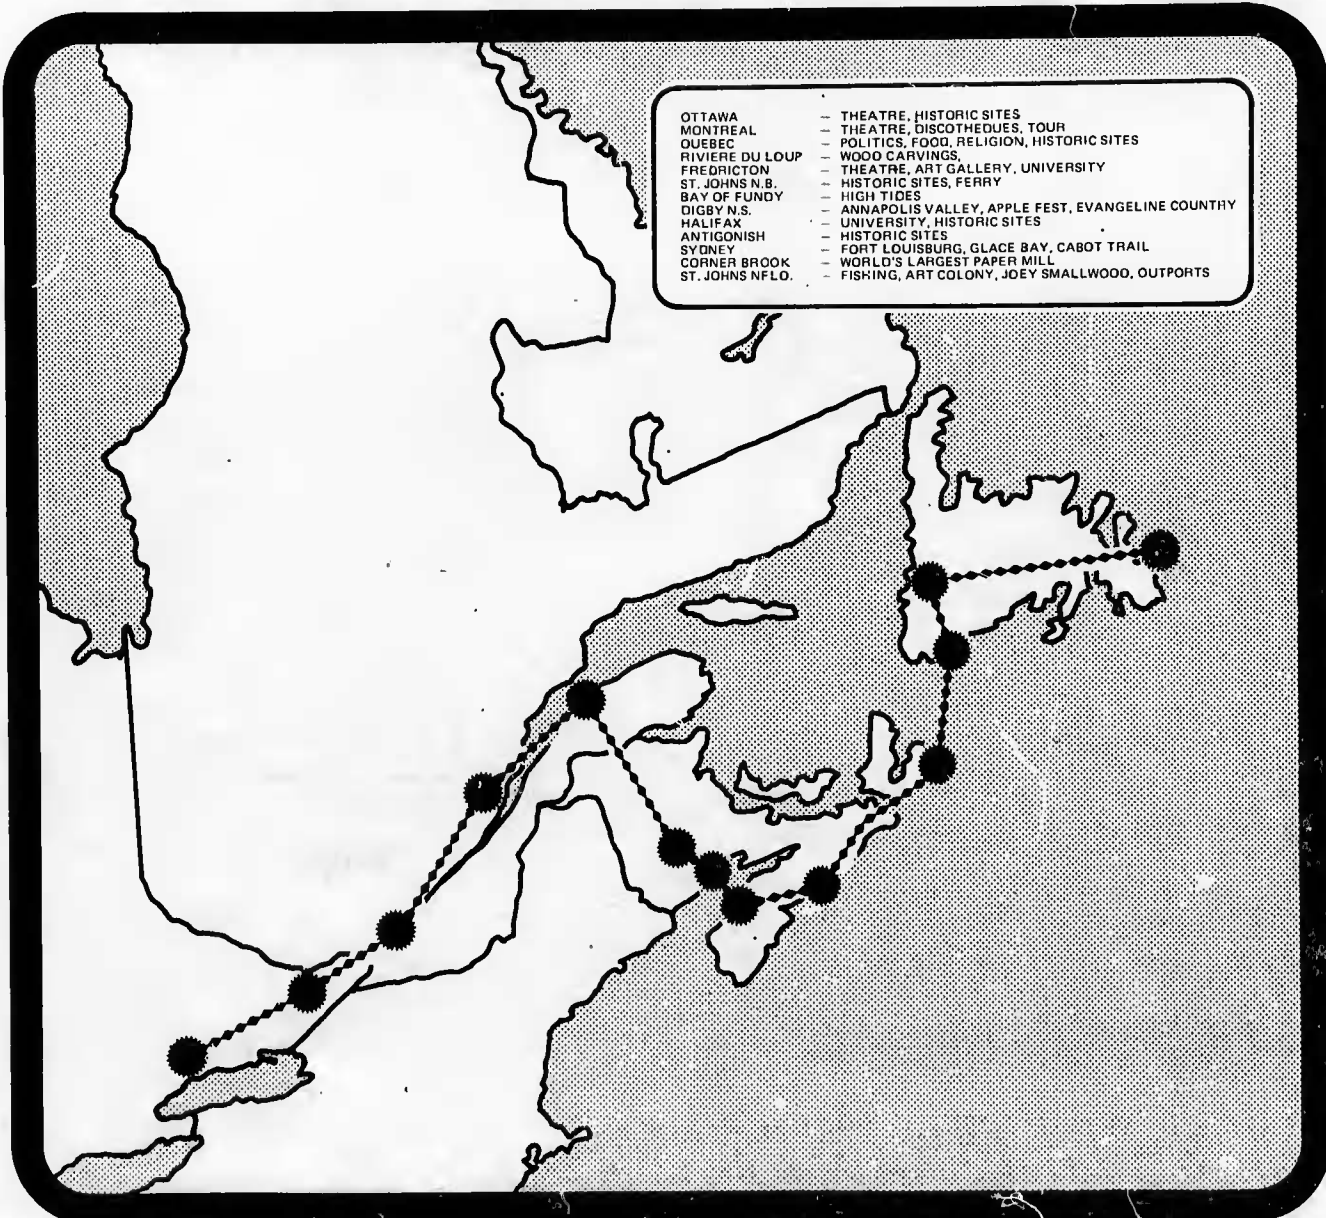 OTTAWA – THEATRE, HISTORIC SITES
MONTREAL – THEATRE, DISCOTHEDUES, TOUR
OUEBEC – POLITICS, FOOD, RELIGION, HISTORIC SITES
RIVIERE DU LOUP – WOOO CARVINGS,
FREDRICTON – THEATRE, ART GALLERY, UNIVERSITY
ST. JOHNS N.B. – HISTORIC SITES, FERRY
BAY OF FUNDY – HIGH TIDES
DIGBY N.S. – ANNAPOLIS VALLEY, APPLE FEST, EVANGELINE COUNTRY
HALIFAX – UNIVERSITY, HISTORIC SITES
ANTIGONISH – HISTORIC SITES
SYDNEY – FORT LOUISBURG, GLACE BAY, CABOT TRAIL
CORNER BROOK – WORLD'S LARGEST PAPER MILL
ST. JOHNS NFLD. – FISHING, ART COLONY, JOEY SMALLWOOD, OUTPORTS